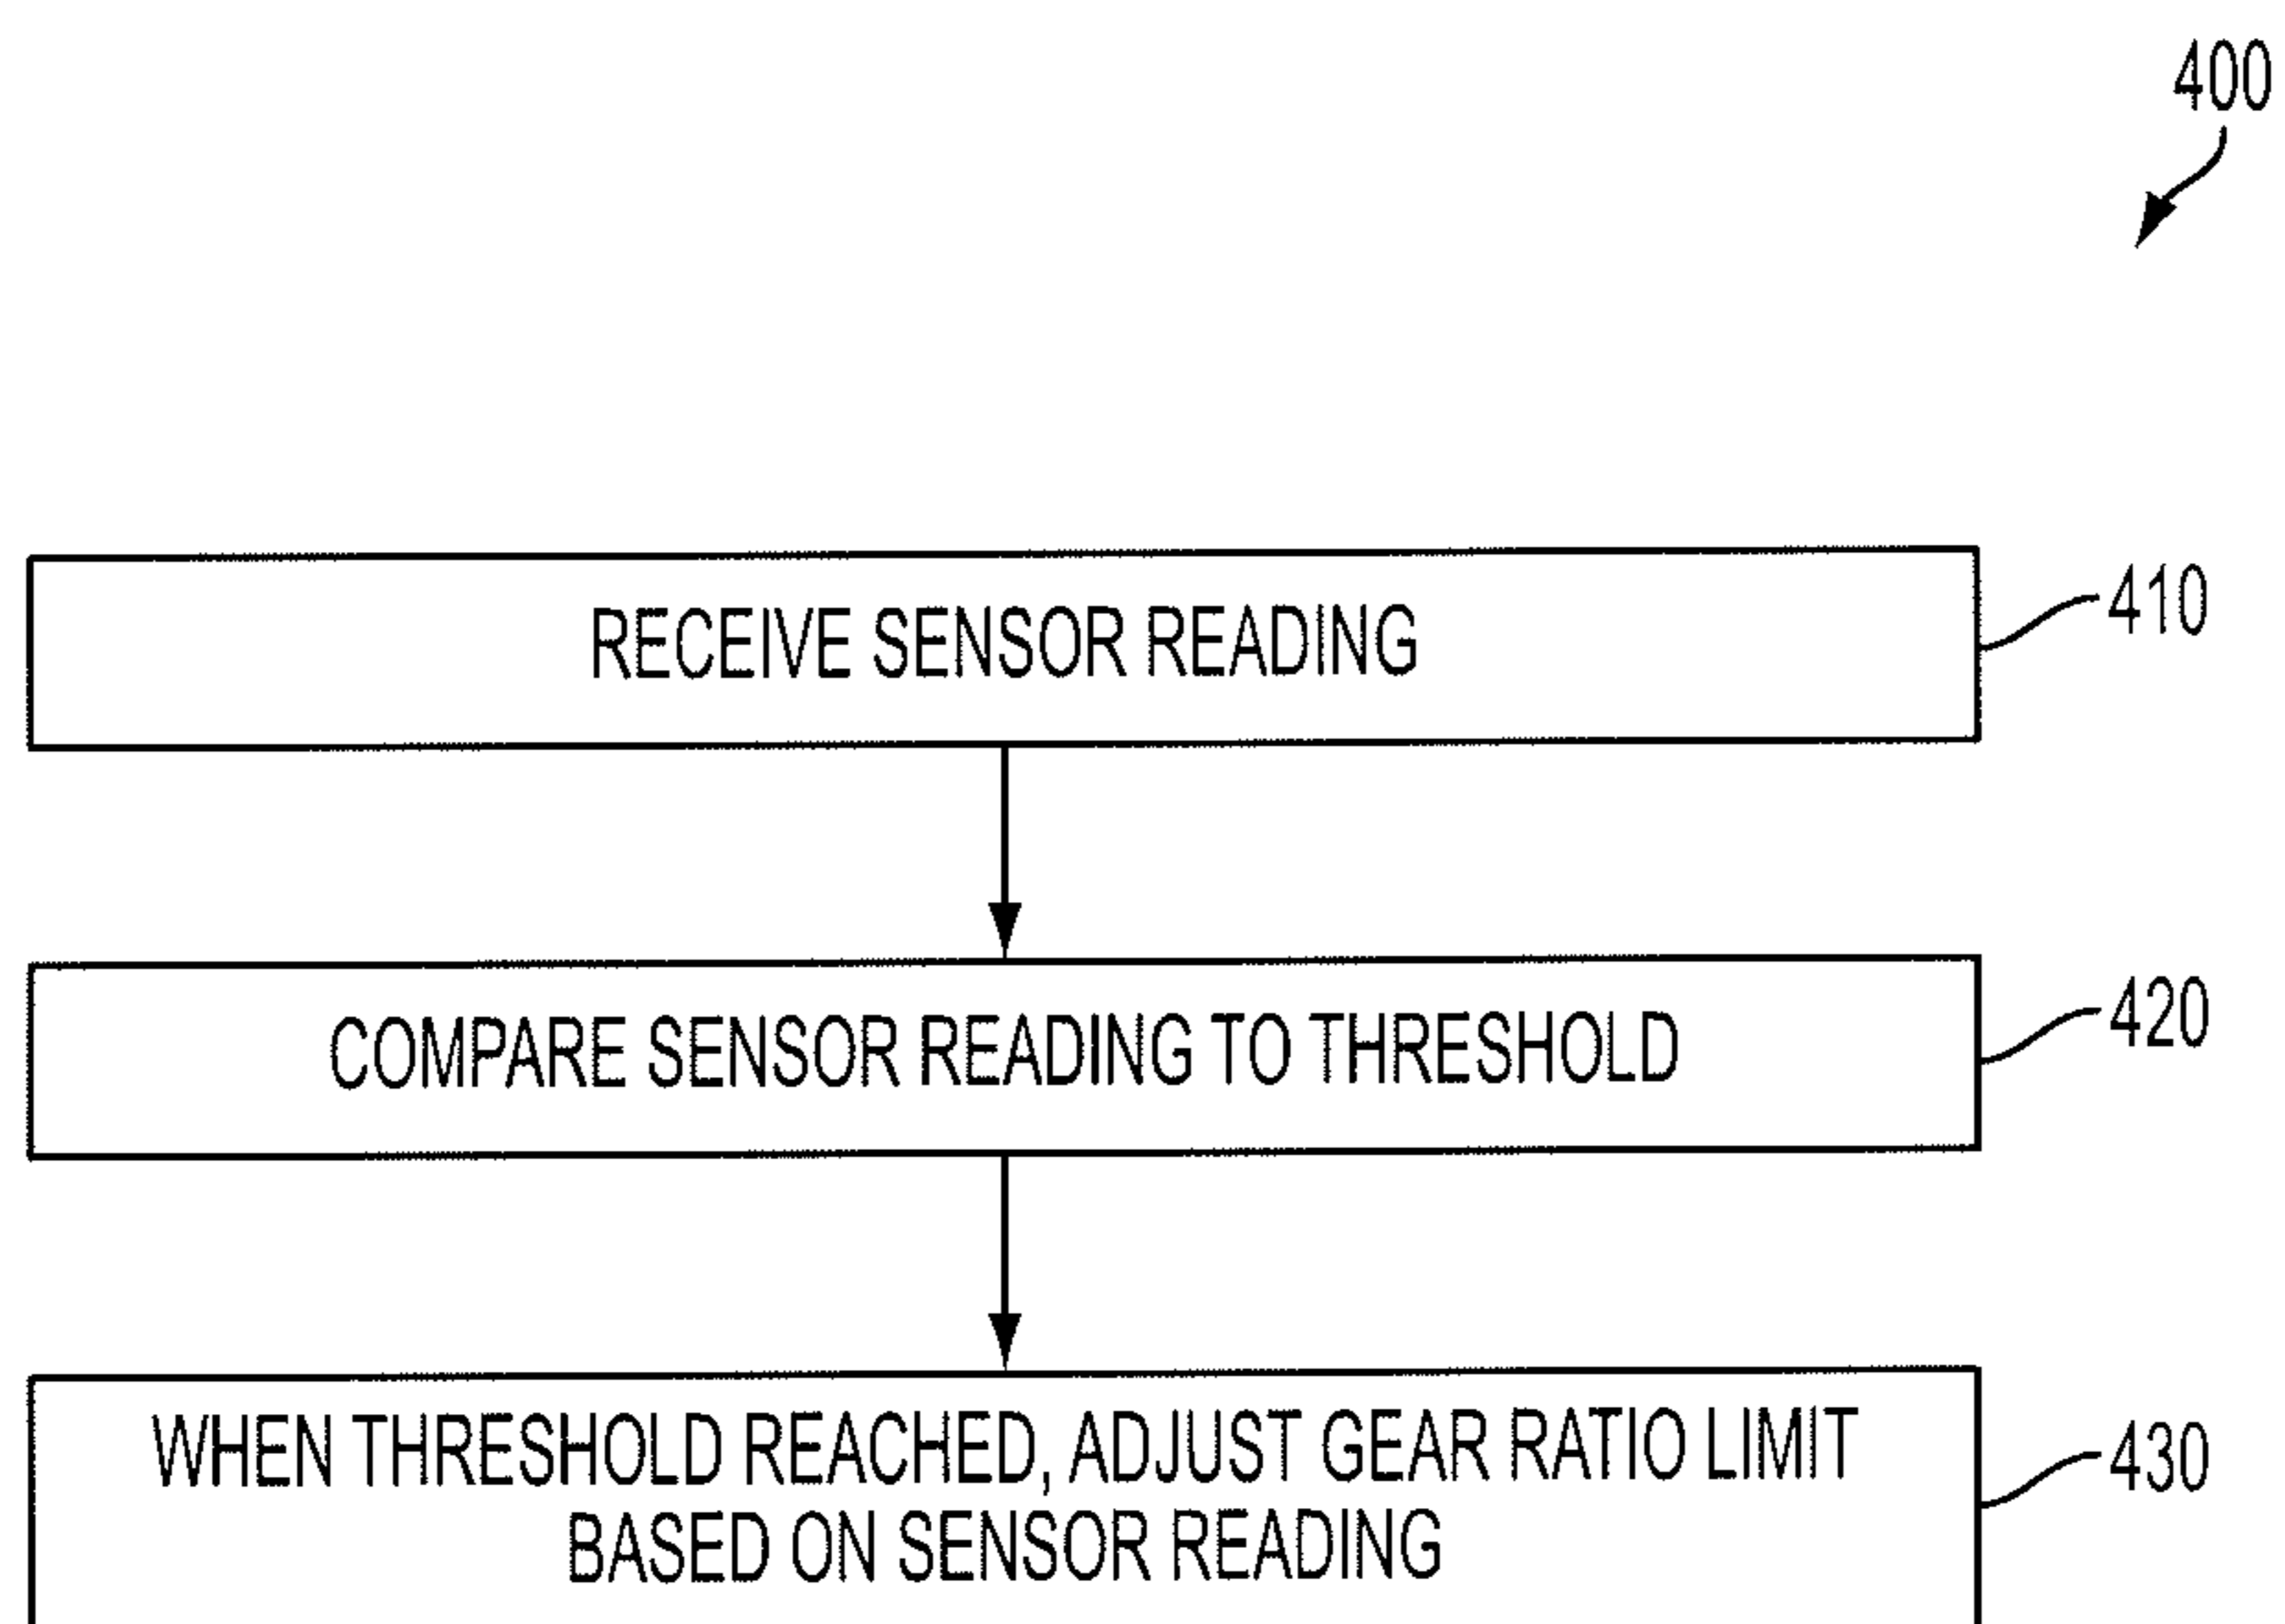 400
RECEIVE SENSOR READING
410
COMPARE SENSOR READING TO THRESHOLD
420
WHEN THRESHOLD REACHED, ADJUST GEAR RATIO LIMIT
BASED ON SENSOR READING
430